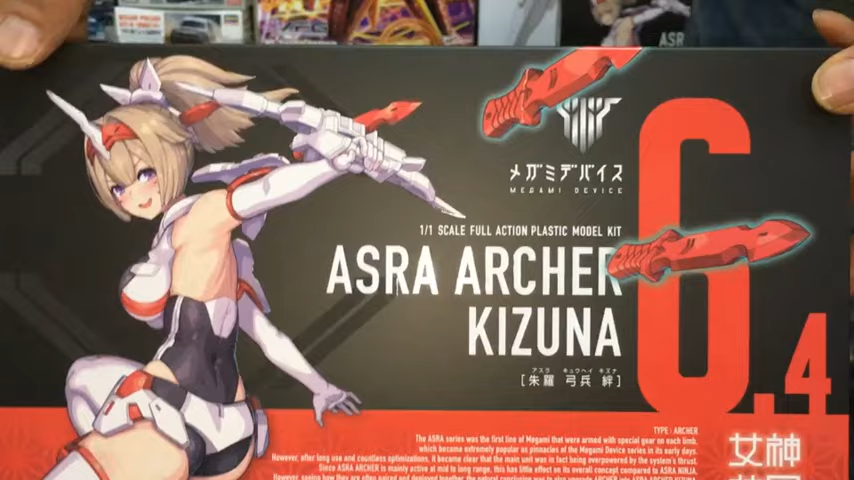 メガミデバイス
MEGAMI DEVICE
1/1 SCALE FULL ACTION PLASTIC MODEL KIT
ASRA ARCHER
KIZUNA
アスラ キュウヘイ キズナ
[朱羅 弓兵 絆]
6.4
TYPE : ARCHER
The ASRA series was the first line of Megami that were armed with special gear on each limb,
which became extremely popular as pinnacles of the Megami Device series in its early days.
However, after long use and countless optimizations, it became clear that the main unit was in fact being overpowered by the system's thrust.
Since ASRA ARCHER is mainly active at mid to long range, this has little effect on its overall concept compared to ASRA NINJA.
女神
ASR